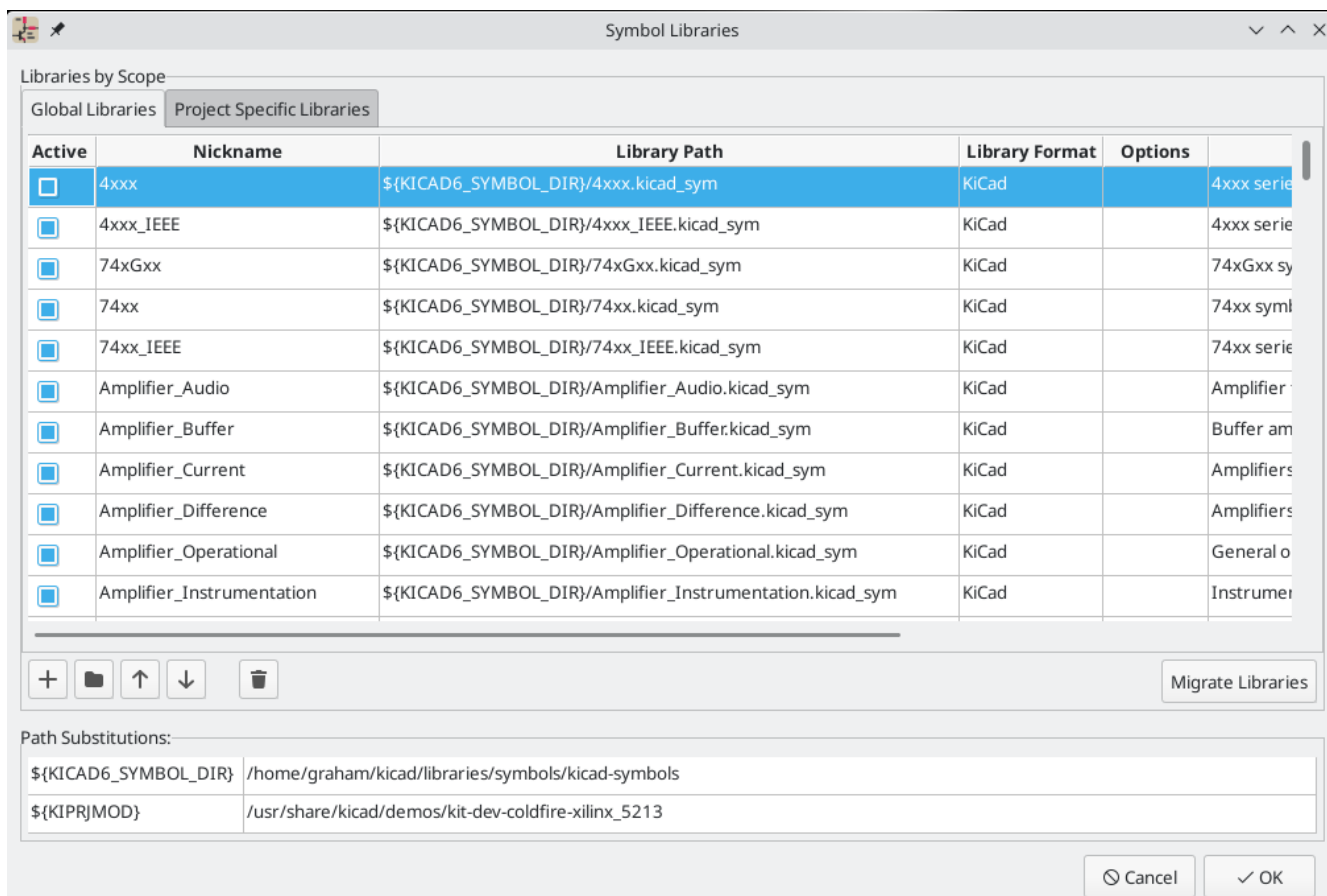 Symbol Libraries
Libraries by Scope
Global Libraries Project Specific Libraries
Active Nickname Library Path Library Format Options
4xxx ${KICAD6_SYMBOL_DIR}/4xxx.kicad_sym KiCad 4xxx serie
4xxx_IEEE ${KICAD6_SYMBOL_DIR}/4xxx_IEEE.kicad_sym KiCad 4xxx serie
74xGxx ${KICAD6_SYMBOL_DIR}/74xGxx.kicad_sym KiCad 74xGxx sy
74xx ${KICAD6_SYMBOL_DIR}/74xx.kicad_sym KiCad 74xx symb
74xx_IEEE ${KICAD6_SYMBOL_DIR}/74xx_IEEE.kicad_sym KiCad 74xx serie
Amplifier_Audio ${KICAD6_SYMBOL_DIR}/Amplifier_Audio.kicad_sym KiCad Amplifier
Amplifier_Buffer ${KICAD6_SYMBOL_DIR}/Amplifier_Buffer.kicad_sym KiCad Buffer am
Amplifier_Current ${KICAD6_SYMBOL_DIR}/Amplifier_Current.kicad_sym KiCad Amplifiers
Amplifier_Difference ${KICAD6_SYMBOL_DIR}/Amplifier_Difference.kicad_sym KiCad Amplifiers
Amplifier_Operational ${KICAD6_SYMBOL_DIR}/Amplifier_Operational.kicad_sym KiCad General o
Amplifier_Instrumentation ${KICAD6_SYMBOL_DIR}/Amplifier_Instrumentation.kicad_sym KiCad Instrumen
Migrate Libraries
Path Substitutions:
${KICAD6_SYMBOL_DIR} /home/graham/kicad/libraries/symbols/kicad-symbols
${KIPRJMOD} /usr/share/kicad/demos/kit-dev-coldfire-xilinx_5213
Cancel OK